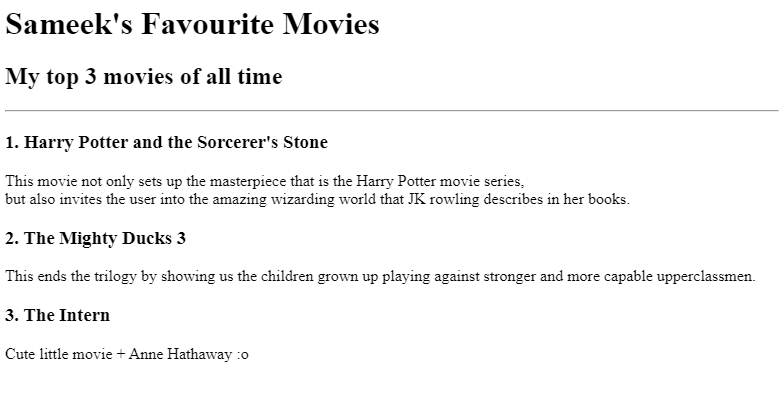 Sameek's Favourite Movies
My top 3 movies of all time
1. Harry Potter and the Sorcerer's Stone
This movie not only sets up the masterpiece that is the Harry Potter movie series,
but also invites the user into the amazing wizarding world that JK rowling describes in her books.
2. The Mighty Ducks 3
This ends the trilogy by showing us the children grown up playing against stronger and more capable upperclassmen.
3. The Intern
Cute little movie + Anne Hathaway :o